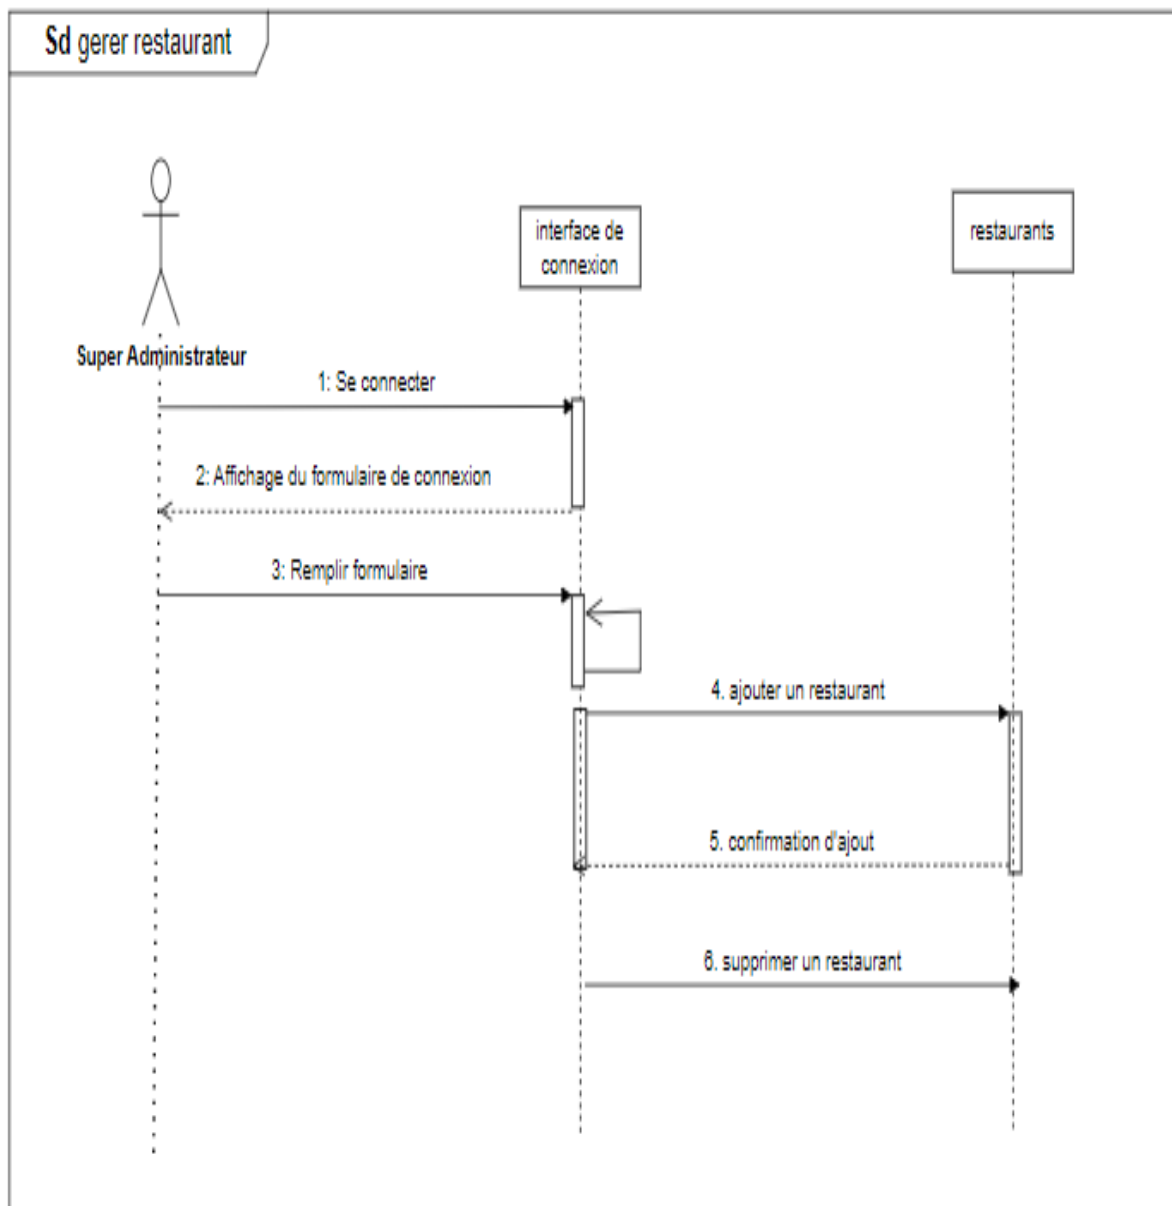 Sd gerer restaurant
interface de
connexion
restaurants
Super Administrateur
1: Se connecter
2: Affichage du formulaire de connexion
3: Remplir formulaire
4. ajouter un restaurant
5. confirmation d'ajout
6. supprimer un restaurant